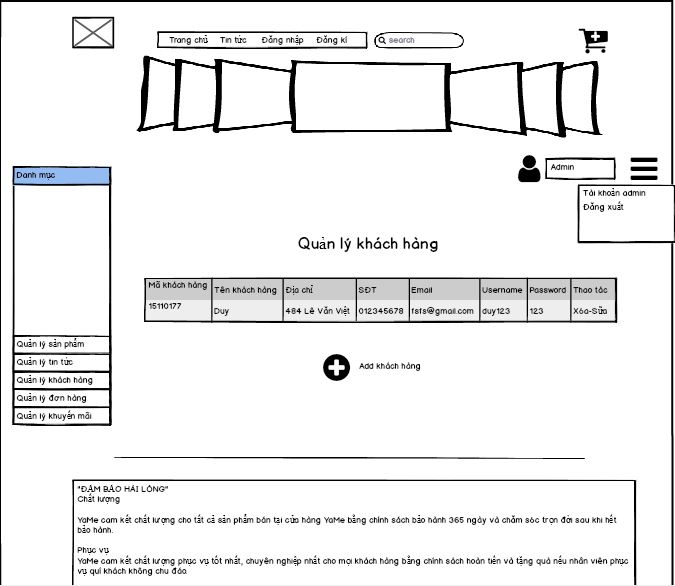 Trang chủ Tin tức Đăng nhập Đăng kí
search
Danh mục
Admin
Tài khoản admin
Đăng xuất
Quản lý khách hàng
Mã khách hàng Tên khách hàng Địa chỉ SĐT Email Username Password Thao tác
15110177 Duy 484 Lê Văn Việt 012345678 fsfs@gmail.com duy123 123 Xóa-Sửa
Quản lý sản phẩm
Quản lý tin tức
Quản lý khách hàng
Quản lý đơn hàng
Quản lý khuyến mãi
Add khách hàng
"ĐẢM BẢO HÀI LÒNG"
Chất lượng
YaMe cam kết chất lượng cho tất cả sản phẩm bán tại cửa hàng YaMe bằng chính sách bảo hành 365 ngày và chăm sóc trọn đời sau khi hết
bảo hành.
Phục vụ
YaMe cam kết chất lượng phục vụ tốt nhất, chuyên nghiệp nhất cho mọi khách hàng bằng chính sách hoàn tiền và tặng quà nếu nhân viên phục
vụ quí khách không chu đáo.